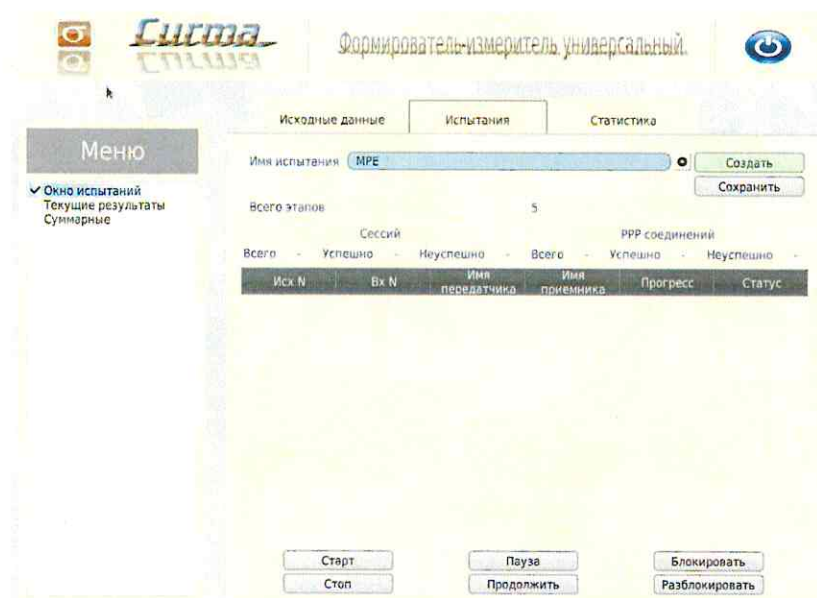 σ Сигма Формирователь-измеритель универсальный
Исходные данные Испытания Статистика
Меню
Имя испытания MPE Создать
✓ Окно испытаний Сохранить
Текущие результаты
Всего этапов 5
Суммарные
Сессий PPP соединений
Всего - Успешно - Неуспешно - Всего - Успешно - Неуспешно -
Исх N Вх N Имя передатчика Имя приемника Прогресс Статус
Старт Пауза Блокировать
Стоп Продолжить Разблокировать